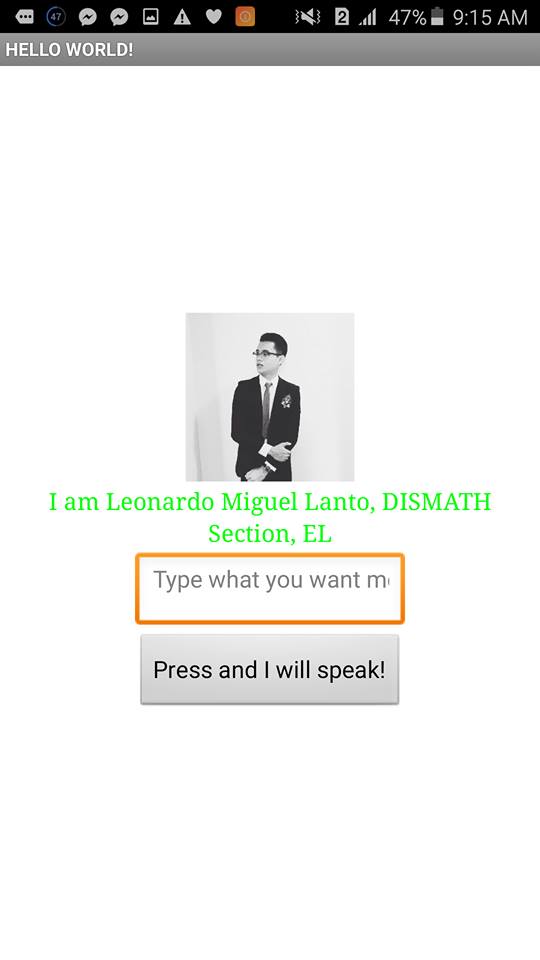 47 2 47% 9:15 AM
HELLO WORLD!
I am Leonardo Miguel Lanto, DISMATH
Section, EL
Type what you want m
Press and I will speak!